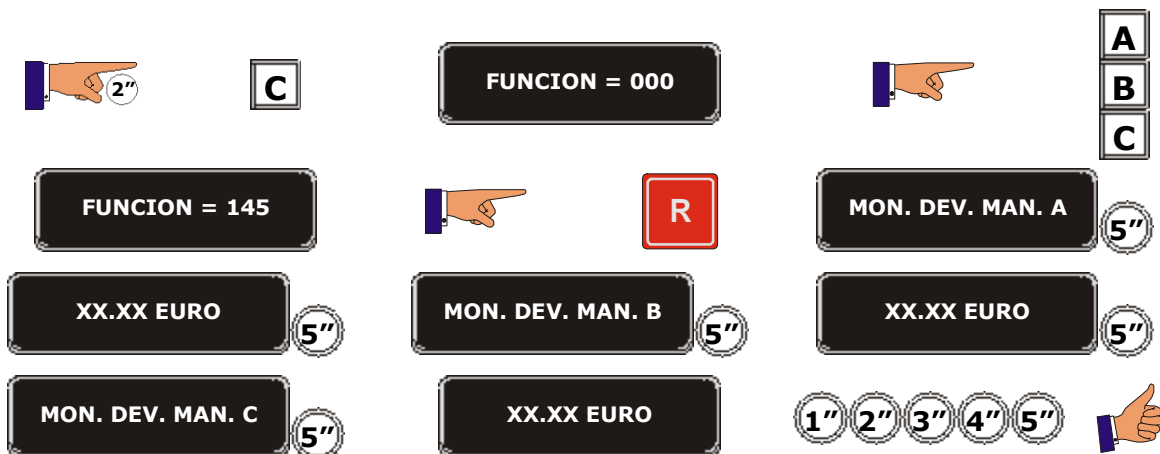 2”
C
FUNCION = 000
A
B
C
FUNCION = 145
R
MON. DEV. MAN. A
5”
XX.XX EURO
5”
MON. DEV. MAN. B
5”
XX.XX EURO
5”
MON. DEV. MAN. C
5”
XX.XX EURO
1” 2” 3” 4” 5”